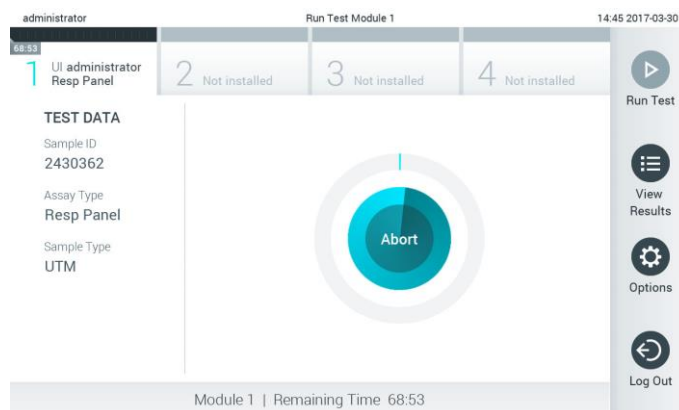 administrator
Run Test Module 1
14:45 2017-03-30
68:53
1
UI administrator
Resp Panel
2 Not installed
3 Not installed
4 Not installed
Run Test
TEST DATA
Sample ID
2430362
Assay Type
Resp Panel
Sample Type
UTM
Abort
View
Results
Options
Log Out
Module 1 | Remaining Time 68:53